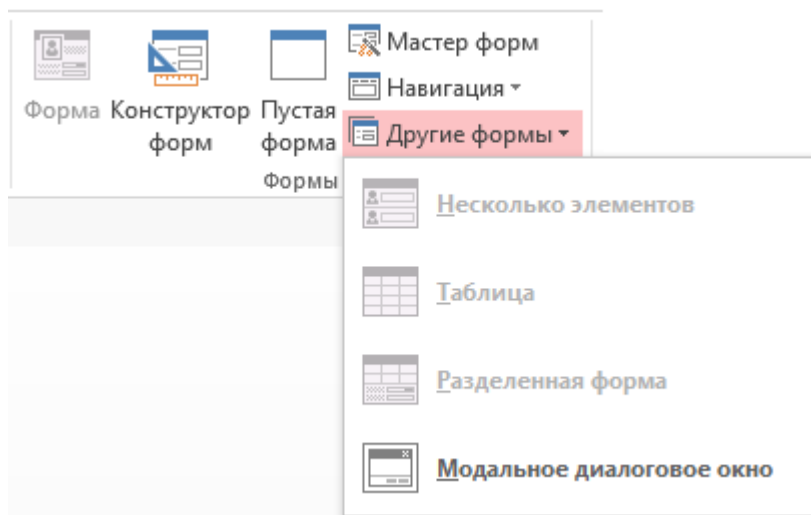 Форма
Конструктор
форм
Пустая
форма
Мастер форм
Навигация
Другие формы
Формы
Несколько элементов
Таблица
Разделенная форма
Модальное диалоговое окно